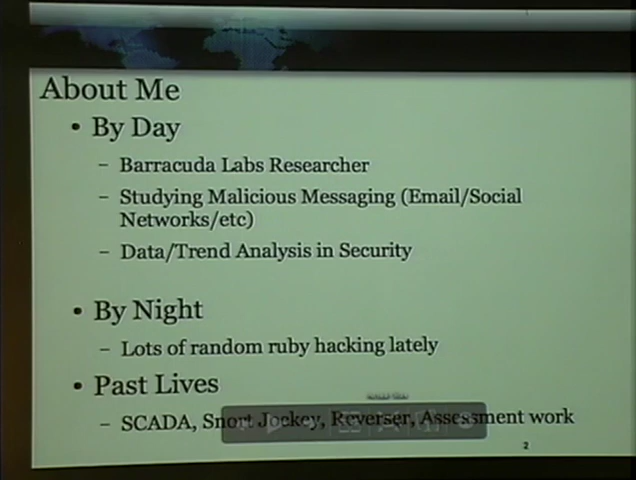 About Me
• By Day
– Barracuda Labs Researcher
– Studying Malicious Messaging (Email/Social
Networks/etc)
– Data/Trend Analysis in Security
• By Night
– Lots of random ruby hacking lately
• Past Lives
– SCADA, Snort Jockey, Reverser, Assessment work
2